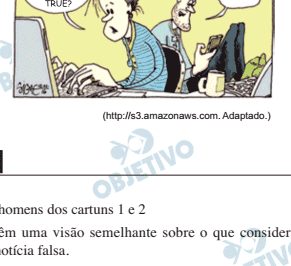 TRUE?
(http://s3.amazonaws.com. Adaptado.)
OBJETIVO
homens dos cartuns 1 e 2
êm uma visão semelhante sobre o que consider
notícia falsa.